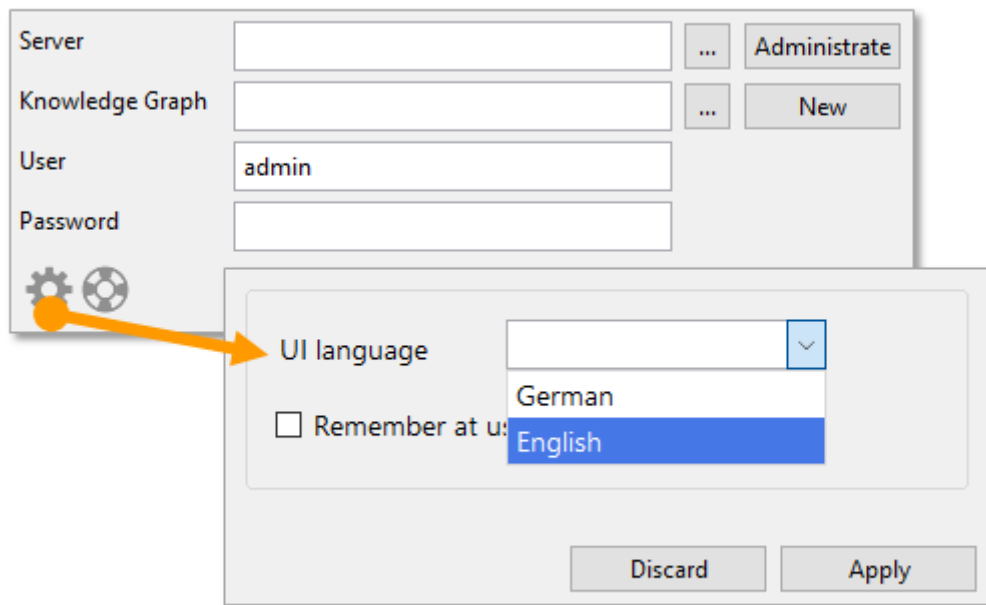 Server ... Administrate
Knowledge Graph ... New
User admin
Password
UI language
German
Remember at
English
Discard Apply